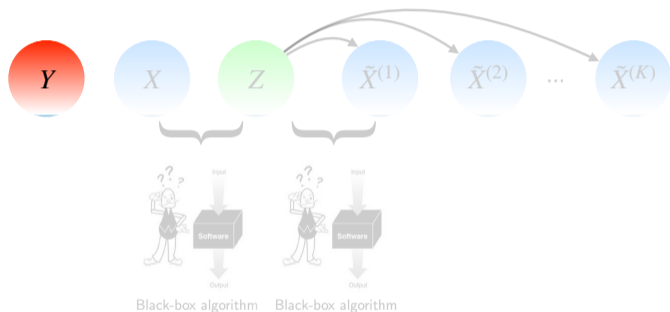 Y X Z X̃⁽¹⁾ X̃⁽²⁾ ... X̃⁽ᴷ⁾
? ? ? Input ? ? ? Input
Software Software
Output Output
Black-box algorithm Black-box algorithm